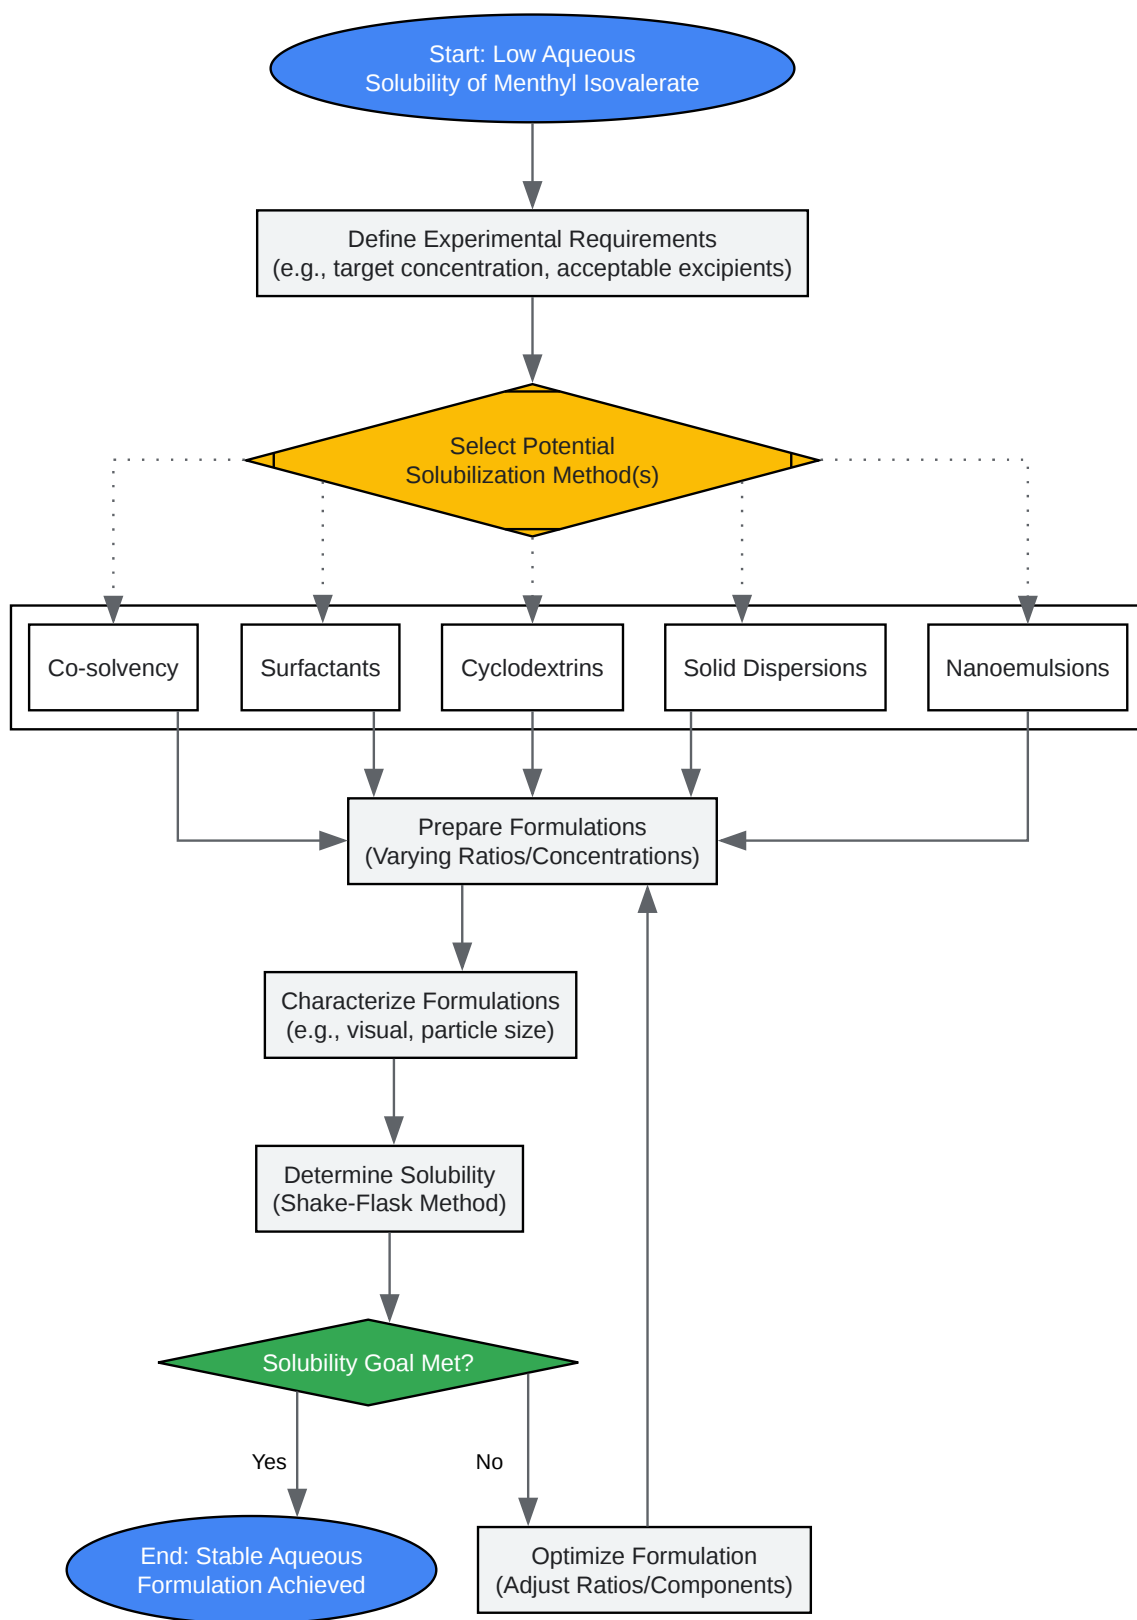 Start: Low Aqueous
Solubility of Menthyl Isovalerate
Define Experimental Requirements
(e.g., target concentration, acceptable excipients)
Select Potential
Solubilization Method(s)
Co-solvency
Surfactants
Cyclodextrins
Solid Dispersions
Nanoemulsions
Prepare Formulations
(Varying Ratios/Concentrations)
Characterize Formulations
(e.g., visual, particle size)
Determine Solubility
(Shake-Flask Method)
Solubility Goal Met?
Yes
No
End: Stable Aqueous
Formulation Achieved
Optimize Formulation
(Adjust Ratios/Components)